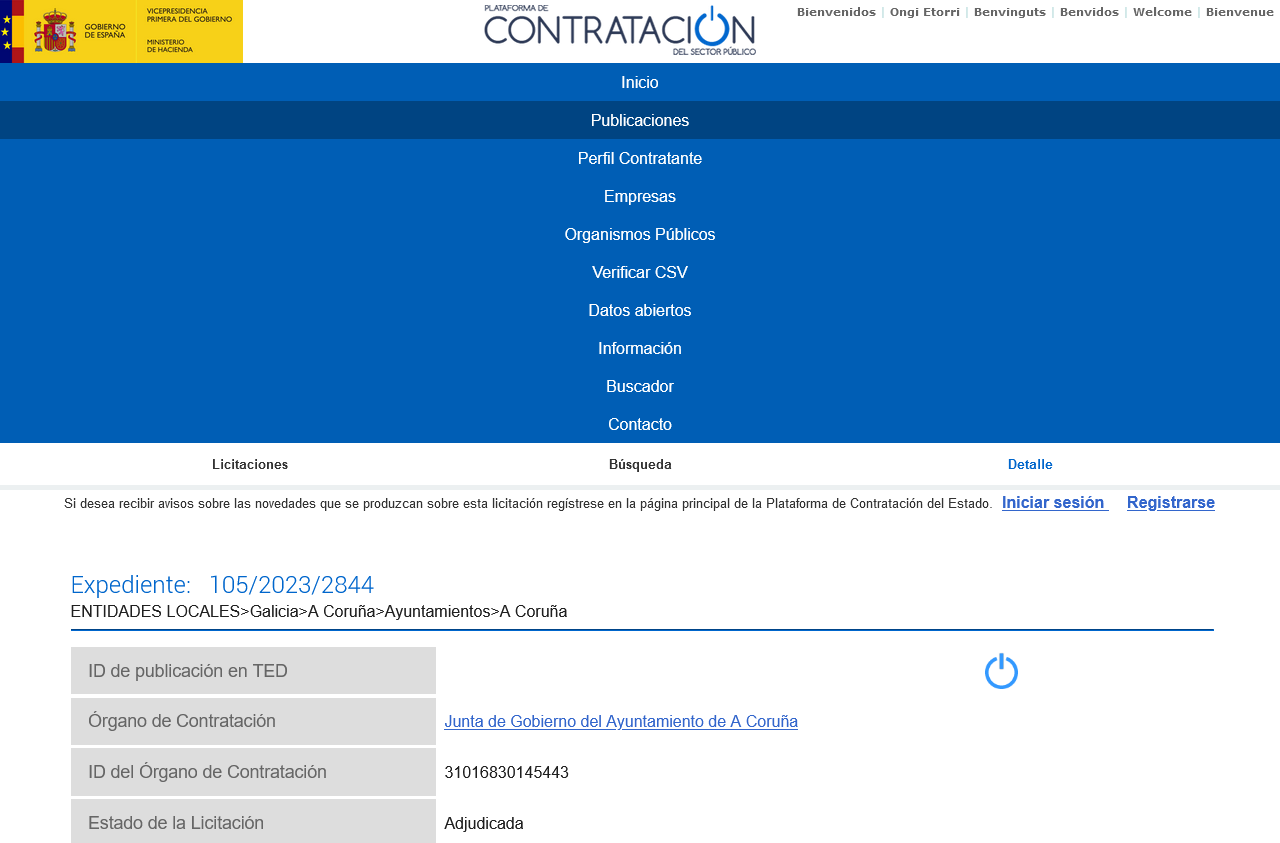 GOBIERNO
DE ESPAÑA
VICEPRESIDENCIA
PRIMERA DEL GOBIERNO
MINISTERIO
DE HACIENDA
PLATAFORMA DE
CONTRATACIÓN
DEL SECTOR PÚBLICO
Bienvenidos | Ongi Etorri | Benvinguts | Benvidos | Welcome | Bienvenue
Inicio
Publicaciones
Perfil Contratante
Empresas
Organismos Públicos
Verificar CSV
Datos abiertos
Información
Buscador
Contacto
Licitaciones Búsqueda Detalle
Si desea recibir avisos sobre las novedades que se produzcan sobre esta licitación regístrese en la página principal de la Plataforma de Contratación del Estado. Iniciar sesión Registrarse
Expediente: 105/2023/2844
ENTIDADES LOCALES>Galicia>A Coruña>Ayuntamientos>A Coruña
ID de publicación en TED
Órgano de Contratación Junta de Gobierno del Ayuntamiento de A Coruña
ID del Órgano de Contratación 31016830145443
Estado de la Licitación Adjudicada